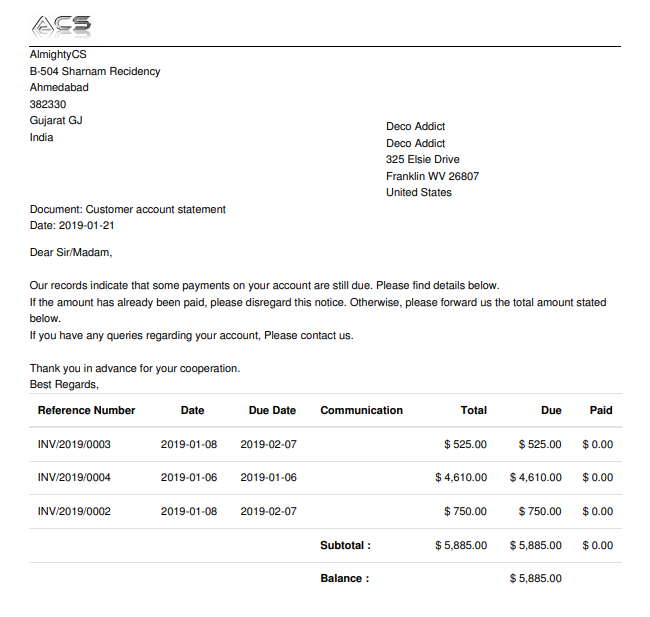 ACS
AlmightyCS
B-504 Sharnam Recidency
Ahmedabad
382330
Gujarat GJ
India
Deco Addict
Deco Addict
325 Elsie Drive
Franklin WV 26807
United States
Document: Customer account statement
Date: 2019-01-21
Dear Sir/Madam,
Our records indicate that some payments on your account are still due. Please find details below.
If the amount has already been paid, please disregard this notice. Otherwise, please forward us the total amount stated
below.
If you have any queries regarding your account, Please contact us.
Thank you in advance for your cooperation.
Best Regards,
Reference Number Date Due Date Communication Total Due Paid
INV/2019/0003 2019-01-08 2019-02-07 $ 525.00 $ 525.00 $ 0.00
INV/2019/0004 2019-01-06 2019-01-06 $ 4,610.00 $ 4,610.00 $ 0.00
INV/2019/0002 2019-01-08 2019-02-07 $ 750.00 $ 750.00 $ 0.00
Subtotal : $ 5,885.00 $ 5,885.00 $ 0.00
Balance : $ 5,885.00